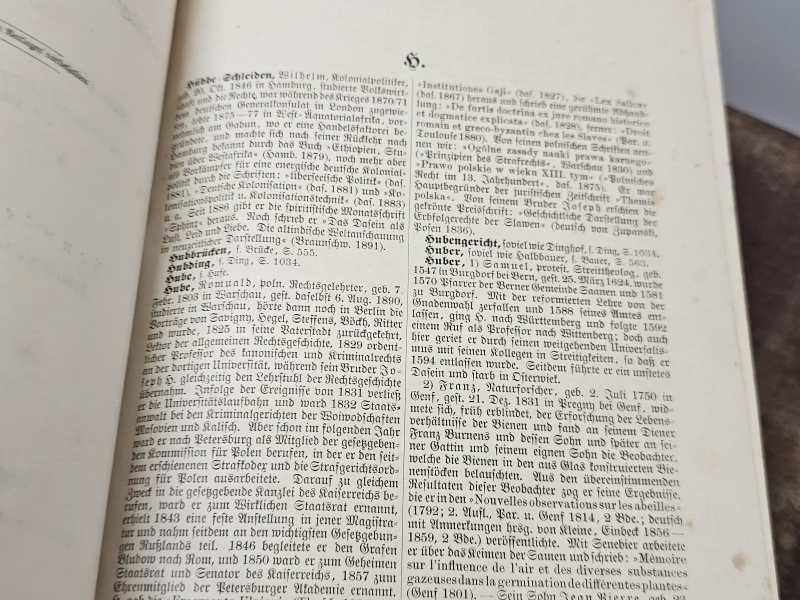 H.
Hübbe-Schleiden, Wilhelm, Kolonialpolitiker,
geb. 20. Okt. 1846 in Hamburg, studierte Volkswirt-
schaft und die Rechte, war während des Krieges 1870/71
dem deutschen Generalkonsulat in London zugewie-
sen, lebte 1875—77 in West-Äquatorialafrika, vor-
nehmlich am Gabun, wo er eine Handelsfaktorei be-
gründete, und machte sich nach seiner Rückkehr nach
Hamburg bekannt durch das Buch »Ethiopien, Stu-
dien über Westafrika« (Hamb. 1879), noch mehr aber
als Vorkämpfer für eine energische deutsche Kolonial-
politik durch die Schriften: »Überseeische Politik« (das.
1881), »Deutsche Kolonisation« (das. 1881) und »Ko-
lonisationspolitik und Kolonisationstechnik« (das. 1883)
u. a. Seit 1886 gibt er die spiritistische Monatschrift
»Sphinx« heraus. Noch schrieb er »Das Dasein als
Lust, Leid und Liebe. Die altindische Weltanschauung
in neuzeitlicher Darstellung« (Braunschw. 1891).
Hubbrücken, s. Brücke, S. 555.
Hubding, s. Ding, S. 1034.
Hube, s. Hufe.
Hube, Romuald, poln. Rechtsgelehrter, geb. 7.
Febr. 1803 in Warschau, gest. daselbst 6. Aug. 1890,
studierte in Warschau, hörte dann noch in Berlin die
Vorträge von Savigny, Hegel, Steffens, Böckh, Ritter
und wurde, 1825 in seine Vaterstadt zurückgekehrt,
Lektor der allgemeinen Rechtsgeschichte, 1829 ordent-
licher Professor des kanonischen und Kriminalrechts
an der dortigen Universität, während sein Bruder Jo-
seph H. gleichzeitig den Lehrstuhl der Rechtsgeschichte
übernahm. Infolge der Ereignisse von 1831 verließ
er die Universitätslaufbahn und ward 1832 Staats-
anwalt bei den Kriminalgerichten der Woiwodschaften
Masovien und Kalisch. Aber schon im folgenden Jahr
ward er nach Petersburg als Mitglied der gesetzgeben-
den Kommission für Polen berufen, in der er den seit-
dem erschienenen Strafkodex und die Strafgerichtsord-
nung für Polen ausarbeitete. Darauf zu gleichem
Zweck in die gesetzgebende Kanzlei des Kaiserreichs be-
rufen, ward er zum Wirklichen Staatsrat ernannt,
erhielt 1843 eine feste Anstellung in jener Magistra-
tur und nahm seitdem an den wichtigsten Gesetzgebun-
gen Rußlands teil. 1846 begleitete er den Grafen
Bludow nach Rom, und 1850 ward er zum Geheimen
Staatsrat und Senator des Kaiserreichs, 1857 zum
Ehrenmitglied der Petersburger Akademie ernannt.
»Institutiones Gaji« (das. 1827), die »Lex Salica«
(das. 1867) heraus und schrieb eine gerühmte Abhand-
lung: »De furtis doctrina ex jure romano historice
et dogmatice explicata« (das. 1828), ferner: »Droit
romain et greco-byzantin chez les Slaves« (Par. u.
Toulouse 1880). Von seinen polnischen Schriften nen-
nen wir: »Ogólne zasady nauki prawa karnego«
(»Prinzipien des Strafrechts«, Warschau 1830) und
»Prawo polskie w wieku XIII. tym« (»Polnisches
Recht im 13. Jahrhundert«, das. 1875). Er war
Hauptbegründer der juristischen Zeitschrift »Themis
polska«. Von seinem Bruder Joseph erschien die
gekrönte Preisschrift: »Geschichtliche Darstellung der
Erbfolgerechte der Slawen« (deutsch von Zupanski,
Posen 1836).
Hubengericht, soviel wie Dinghof, s. Ding, S. 1034.
Huber, soviel wie Halbbauer, s. Bauer, S. 563.
Huber, 1) Samuel, protest. Streittheolog, geb.
1547 in Burgdorf bei Bern, gest. 25. März 1624, wurde
1570 Pfarrer der Berner Gemeinde Saanen und 1581
zu Burgdorf. Mit der reformierten Lehre von der
Gnadenwahl zerfallen und 1588 seines Amtes ent-
lassen, ging H. nach Württemberg und folgte 1592
einem Ruf als Professor nach Wittenberg; doch auch
hier geriet er durch seinen weitgehenden Universalis-
mus mit seinen Kollegen in Streitigkeiten, so daß er
1594 entlassen wurde. Seitdem führte er ein unstetes
Dasein und starb in Osterwiek.
2) Franz, Naturforscher, geb. 2. Juli 1750 in
Genf, gest. 21. Dez. 1831 in Pregny bei Genf, wid-
mete sich, früh erblindet, der Erforschung der Lebens-
verhältnisse der Bienen und fand an seinem Diener
Franz Burnens und dessen Sohn und später an sei-
ner Gattin und seinem eignen Sohn die Beobachter,
welche die Bienen in den aus Glas konstruierten Bie-
nenstöcken belauschten. Aus den übereinstimmenden
Resultaten dieser Beobachter zog er seine Ergebnisse,
die er in den »Nouvelles observations sur les abeilles«
(1792; 2. Aufl., Par. u. Genf 1814, 2 Bde.; deutsch
mit Anmerkungen hrsg. von Kleine, Einbeck 1856—
1859, 2 Bde.) veröffentlichte. Mit Senebier arbeitete
er über das Keimen der Samen und schrieb: »Mémoire
sur l'influence de l'air et des diverses substances
gazeuses dans la germination de différentes plantes«
(Genf 1801). — Sein Sohn Jean Pierre, geb. 23.